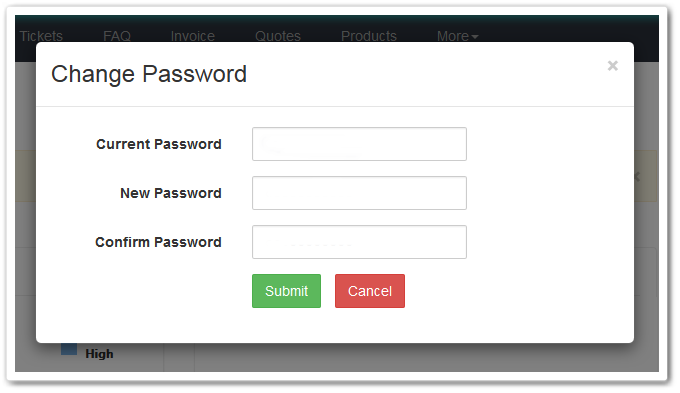 Tickets FAQ Invoice Quotes Products More
Change Password
×
Current Password
New Password
Confirm Password
Submit Cancel
High